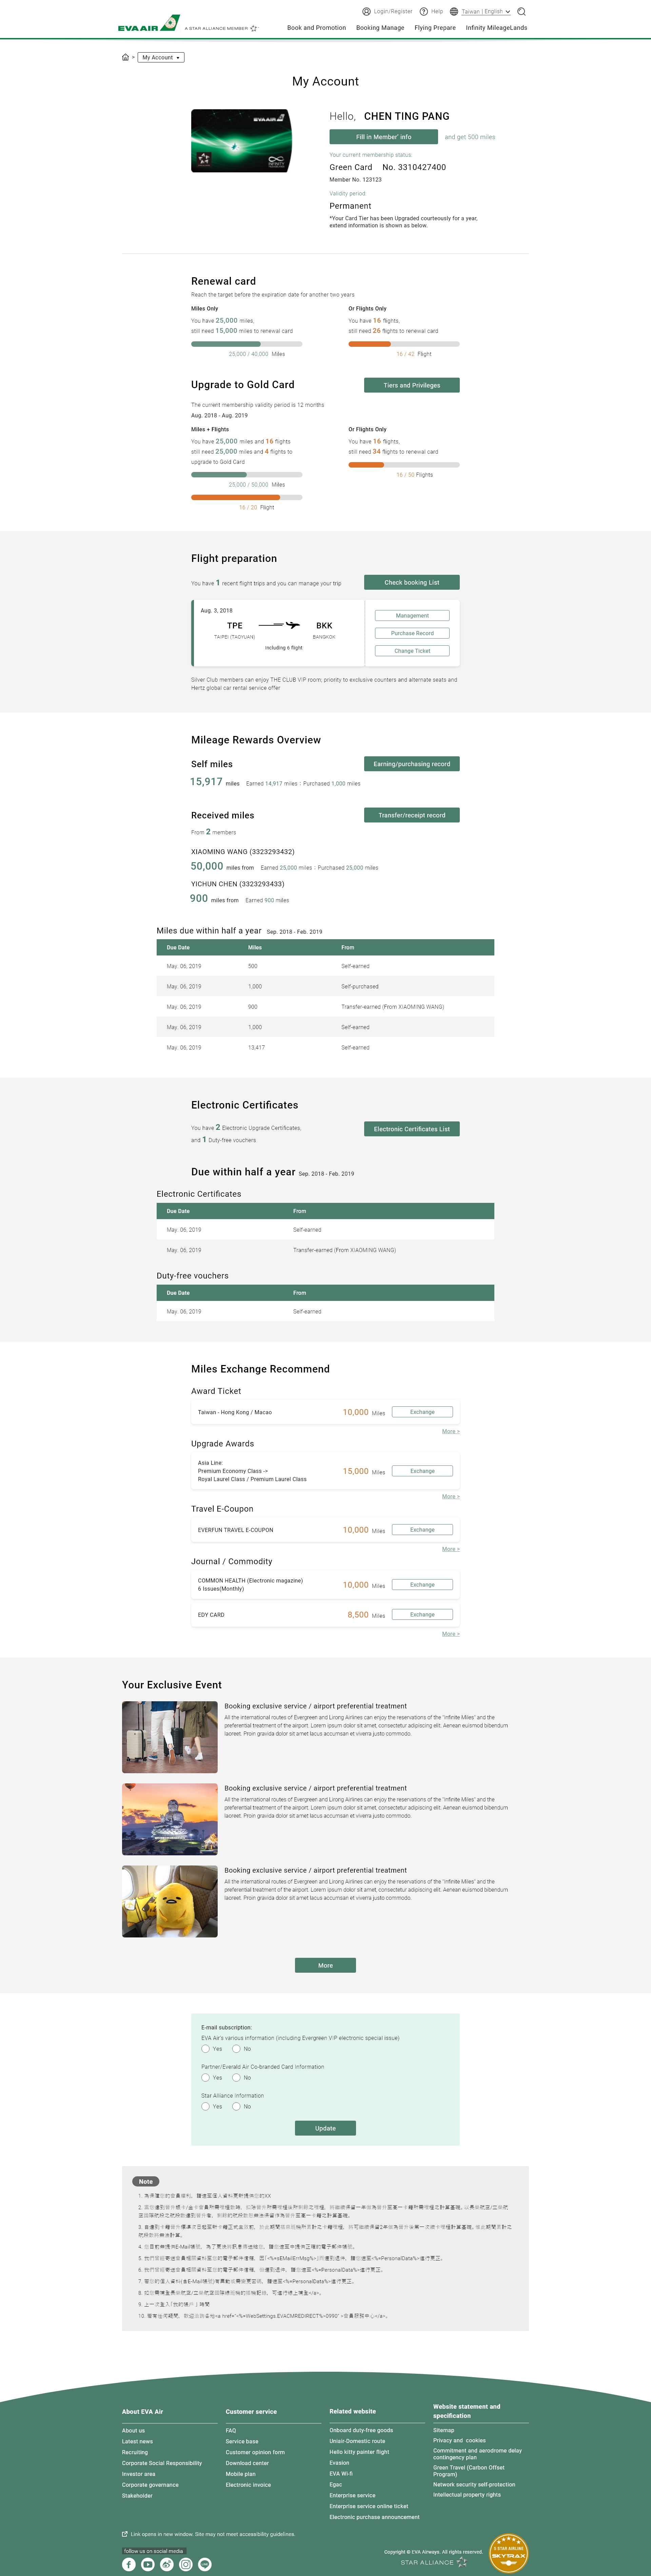 Login/Register
Help
Taiwan | English
EVA AIR
A STAR ALLIANCE MEMBER
Book and Promotion
Booking Manage
Flying Prepare
Infinity MileageLands
My Account
My Account
EVA AIR
Hello, CHEN TING PANG
Fill in Member' info
and get 500 miles
Your current membership status
Green Card No. 3310427400
Member No. 123123
Validity period
Permanent
*Your Card Tier has been Upgraded courteously for a year,
extend information is shown as below.
Renewal card
Reach the target before the expiration date for another two years
Miles Only
You have 25,000 miles,
still need 15,000 miles to renewal card
25,000 / 40,000 Miles
Or Flights Only
You have 16 flights,
still need 26 flights to renewal card
16 / 42 Flight
Upgrade to Gold Card
Tiers and Privileges
The current membership validity period is 12 months
Aug. 2018 - Aug. 2019
Miles + Flights
You have 25,000 miles and 16 flights
still need 25,000 miles and 4 flights to
upgrade to Gold Card
25,000 / 50,000 Miles
16 / 20 Flight
Or Flights Only
You have 16 flights,
still need 34 flights to renewal card
16 / 50 Flights
Flight preparation
You have 1 recent flight trips and you can manage your trip
Check booking List
Aug. 3, 2018
TPE
TAIPEI (TAOYUAN)
BKK
BANGKOK
including 6 flight
Management
Purchase Record
Change Ticket
Silver Club members can enjoy THE CLUB VIP room; priority to exclusive counters and alternate seats and
Hertz global car rental service offer
Mileage Rewards Overview
Self miles
Earning/purchasing record
15,917 miles Earned 14,917 miles；Purchased 1,000 miles
Received miles
Transfer/receipt record
From 2 members
XIAOMING WANG (3323293432)
50,000 miles from Earned 25,000 miles；Purchased 25,000 miles
YICHUN CHEN (3323293433)
900 miles from Earned 900 miles
Miles due within half a year Sep. 2018 - Feb. 2019
Due Date Miles From
May. 06, 2019 500 Self-earned
May. 06, 2019 1,000 Self-purchased
May. 06, 2019 900 Transfer-earned (From XIAOMING WANG)
May. 06, 2019 1,000 Self-earned
May. 06, 2019 13,417 Self-earned
Electronic Certificates
You have 2 Electronic Upgrade Certificates,
and 1 Duty-free vouchers
Electronic Certificates List
Due within half a year Sep. 2018 - Feb. 2019
Electronic Certificates
Due Date From
May. 06, 2019 Self-earned
May. 06, 2019 Transfer-earned (From XIAOMING WANG)
Duty-free vouchers
Due Date From
May. 06, 2019 Self-earned
Miles Exchange Recommend
Award Ticket
Taiwan - Hong Kong / Macao 10,000 Miles Exchange
More >
Upgrade Awards
Asia Line:
Premium Economy Class ->
Royal Laurel Class / Premium Laurel Class
15,000 Miles Exchange
More >
Travel E-Coupon
EVERFUN TRAVEL E-COUPON 10,000 Miles Exchange
More >
Journal / Commodity
COMMON HEALTH (Electronic magazine)
6 Issues(Monthly)
10,000 Miles Exchange
EDY CARD 8,500 Miles Exchange
More >
Your Exclusive Event
Booking exclusive service / airport preferential treatment
All the international routes of Evergreen and Lirong Airlines can enjoy the reservations of the "Infinite Miles" and the
preferential treatment of the airport. Lorem ipsum dolor sit amet, consectetur adipiscing elit. Aenean euismod bibendum
laoreet. Proin gravida dolor sit amet lacus accumsan et viverra justo commodo.
Booking exclusive service / airport preferential treatment
All the international routes of Evergreen and Lirong Airlines can enjoy the reservations of the "Infinite Miles" and the
preferential treatment of the airport. Lorem ipsum dolor sit amet, consectetur adipiscing elit. Aenean euismod bibendum
laoreet. Proin gravida dolor sit amet lacus accumsan et viverra justo commodo.
Booking exclusive service / airport preferential treatment
All the international routes of Evergreen and Lirong Airlines can enjoy the reservations of the "Infinite Miles" and the
preferential treatment of the airport. Lorem ipsum dolor sit amet, consectetur adipiscing elit. Aenean euismod bibendum
laoreet. Proin gravida dolor sit amet lacus accumsan et viverra justo commodo.
More
E-mail subscription:
EVA Air's various information (including Evergreen VIP electronic special issue)
Yes No
Partner/Everald Air Co-branded Card Information
Yes No
Star Alliance Information
Yes No
Update
Note
About EVA Air
About us
Latest news
Recruiting
Corporate Social Responsibility
Investor area
Corporate governance
Stakeholder
Customer service
FAQ
Service base
Customer opinion form
Download center
Mobile plan
Electronic invoice
Related website
Onboard duty-free goods
Uniair-Domestic route
Hello kitty painter flight
Evasion
EVA Wi-fi
Egac
Enterprise service
Enterprise service online ticket
Electronic purchase announcement
Website statement and
specification
Sitemap
Privacy and cookies
Commitment and aerodrome delay
contingency plan
Green Travel (Carbon Offset
Program)
Network security self-protection
Intellectual property rights
Link opens in new window. Site may not meet accessibility guidelines.
follow us on social media
Copyright © EVA Airways. All rights reserved.
STAR ALLIANCE
5-STAR AIRLINE
SKYTRAX